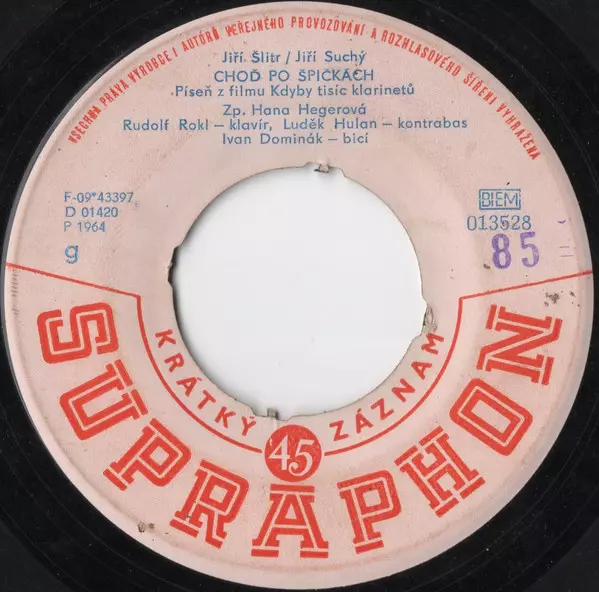 VŠECHNA PRÁVA VÝROBCE I AUTORŮ VEŘEJNÉHO PROVOZOVÁNÍ A ROZHLASOVÉHO ŠÍŘENÍ VYHRAŽENA
Jiří Šlitr / Jiří Suchý
CHOĎ PO ŠPIČKÁCH
Píseň z filmu Kdyby tisíc klarinetů
Zp. Hana Hegerová
Rudolf Rokl – klavír, Luděk Hulan – kontrabas
Ivan Dominák – bicí
F-09*43397
D 01420
P 1964
g
BIEM
013528
85
KRÁTKÝ 45 ZÁZNAM
SUPRAPHON